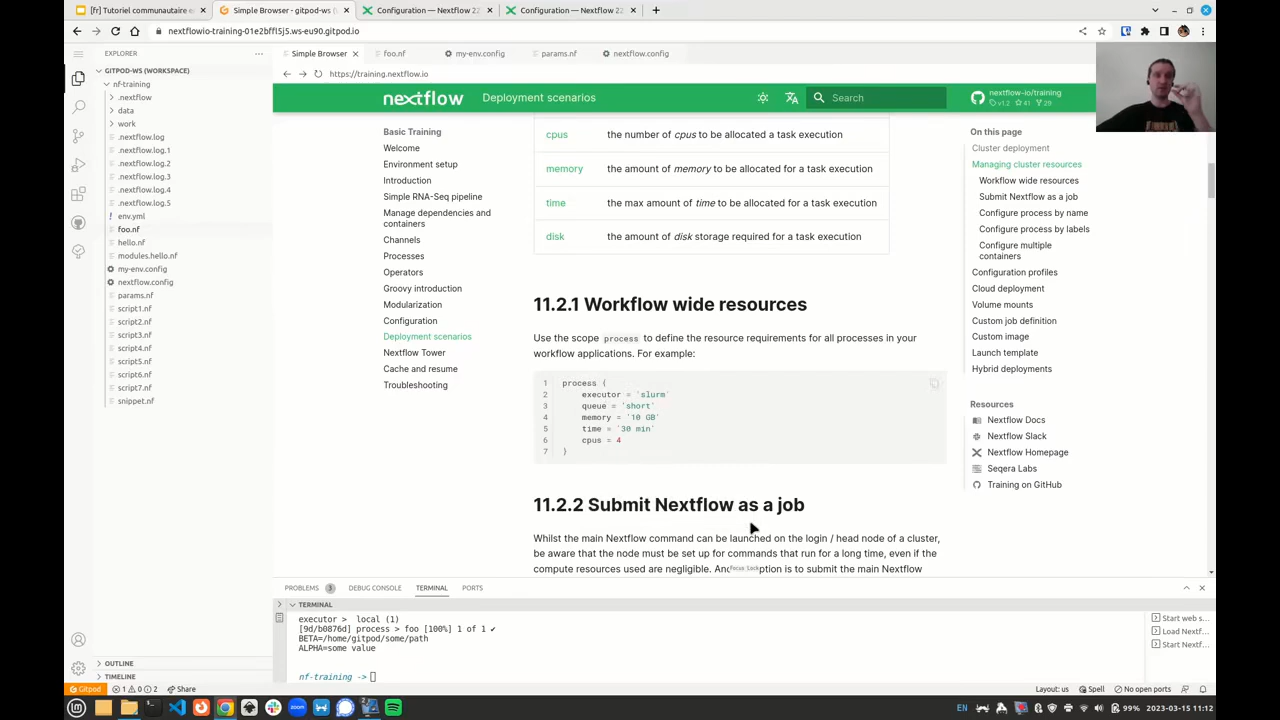 [fr] Tutoriel communautaire e
Simple Browser - gitpod-ws (
Configuration — Nextflow 22
Configuration — Nextflow 22
nextflowio-training-01e2bffl5j5.ws-eu90.gitpod.io
EXPLORER
GITPOD-WS (WORKSPACE)
nf-training
.nextflow
data
work
.nextflow.log
.nextflow.log.1
.nextflow.log.2
.nextflow.log.3
.nextflow.log.4
.nextflow.log.5
env.yml
foo.nf
hello.nf
modules.hello.nf
my-env.config
nextflow.config
params.nf
script1.nf
script2.nf
script3.nf
script4.nf
script5.nf
script6.nf
script7.nf
snippet.nf
OUTLINE
TIMELINE
Simple Browser
foo.nf
my-env.config
params.nf
nextflow.config
https://training.nextflow.io
nextflow
Deployment scenarios
Search
nextflow-io/training
v1.2 41 29
Basic Training
Welcome
Environment setup
Introduction
Simple RNA-Seq pipeline
Manage dependencies and
containers
Channels
Processes
Operators
Groovy introduction
Modularization
Configuration
Deployment scenarios
Nextflow Tower
Cache and resume
Troubleshooting
cpus the number of cpus to be allocated a task execution
memory the amount of memory to be allocated for a task execution
time the max amount of time to be allocated for a task execution
disk the amount of disk storage required for a task execution
11.2.1 Workflow wide resources
Use the scope process to define the resource requirements for all processes in your
workflow applications. For example:
1 process {
2 executor = 'slurm'
3 queue = 'short'
4 memory = '10 GB'
5 time = '30 min'
6 cpus = 4
7 }
11.2.2 Submit Nextflow as a job
Whilst the main Nextflow command can be launched on the login / head node of a cluster,
be aware that the node must be set up for commands that run for a long time, even if the
compute resources used are negligible. An option is to submit the main Nextflow
On this page
Cluster deployment
Managing cluster resources
Workflow wide resources
Submit Nextflow as a job
Configure process by name
Configure process by labels
Configure multiple
containers
Configuration profiles
Cloud deployment
Volume mounts
Custom job definition
Custom image
Launch template
Hybrid deployments
Resources
Nextflow Docs
Nextflow Slack
Nextflow Homepage
Seqera Labs
Training on GitHub
PROBLEMS 3
DEBUG CONSOLE
TERMINAL
PORTS
TERMINAL
executor > local (1)
[9d/b0876d] process > foo [100%] 1 of 1 ✔
BETA=/home/gitpod/some/path
ALPHA=some value
nf-training ->
Start web s...
Load Nextf...
Start Nextf...
Gitpod
1 0 2
Share
Layout: us
Spell
No open ports
EN
99%
2023-03-15 11:12